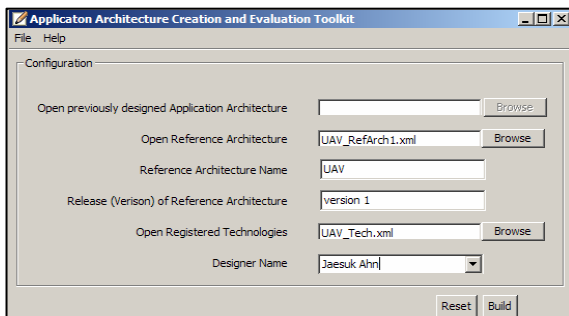 Applicaton Architecture Creation and Evaluation Toolkit
File Help
Configuration
Open previously designed Application Architecture Browse
Open Reference Architecture UAV_RefArch1.xml Browse
Reference Architecture Name UAV
Release (Verison) of Reference Architecture version 1
Open Registered Technologies UAV_Tech.xml Browse
Designer Name Jaesuk Ahn
Reset Build